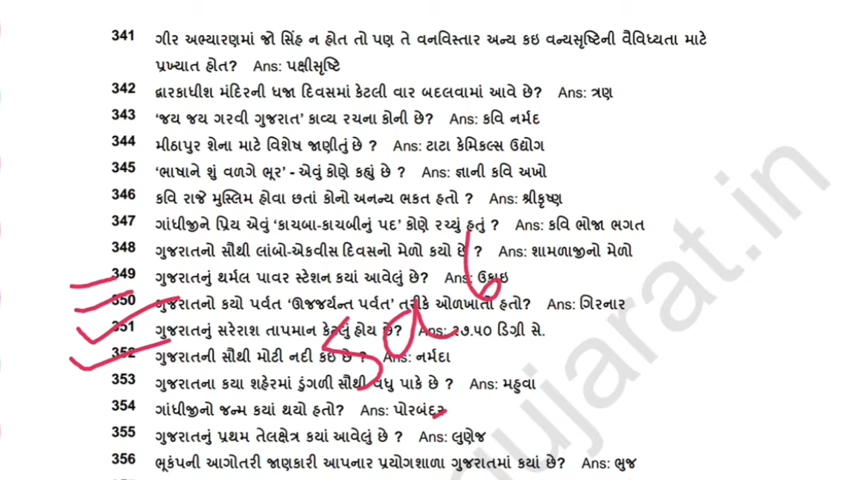 341 ગીર અભ્યારણમાં જો સિંહ ન હોત તો પણ તે વનવિસ્તાર અન્ય કઇ વન્યસૃષ્ટિની વૈવિધ્યતા માટે
પ્રખ્યાત હોત? Ans: પક્ષીસૃષ્ટિ
342 દ્વારકાધીશ મંદિરની ધજા દિવસમાં કેટલી વાર બદલવામાં આવે છે? Ans: ત્રણ
343 ‘જય જય ગરવી ગુજરાત’ કાવ્ય રચના કોની છે? Ans: કવિ નર્મદ
344 મીઠાપુર શેના માટે વિશેષ જાણીતું છે ? Ans: ટાટા કેમિકલ્સ ઉદ્યોગ
345 ‘ભાષાને શું વળગે ભૂર’ - એવું કોણે કહ્યું છે ? Ans: જ્ઞાની કવિ અખો
346 કવિ રાજે મુસ્લિમ હોવા છતાં કોનો અનન્ય ભકત હતો ? Ans: શ્રીકૃષ્ણ
347 ગાંધીજીને પ્રિય એવું ‘કાચબા-કાચબીનું પદ’ કોણે રચ્યું હતું ? Ans: કવિ ભોજા ભગત
348 ગુજરાતનો સૌથી લાંબો-એકવીસ દિવસનો મેળો કયો છે ? Ans: શામળાજીનો મેળો
349 ગુજરાતનું થર્મલ પાવર સ્ટેશન કયાં આવેલું છે? Ans: ઉકાઇ
350 ગુજરાતનો કયો પર્વત ‘ઊજજર્યન્ત પર્વત’ તરીકે ઓળખાતો હતો? Ans: ગિરનાર
351 ગુજરાતનું સરેરાશ તાપમાન કેટલું હોય છે? Ans: ૨૭.૫૦ ડિગ્રી સે.
352 ગુજરાતની સૌથી મોટી નદી કઇ છે ? Ans: નર્મદા
353 ગુજરાતના કયા શહેરમાં ડુંગળી સૌથી વધુ પાકે છે ? Ans: મહુવા
354 ગાંધીજીનો જન્મ કયાં થયો હતો? Ans: પોરબંદર
355 ગુજરાતનું પ્રથમ તેલક્ષેત્ર કયાં આવેલું છે ? Ans: લુણેજ
356 ભૂકંપની આગોતરી જાણકારી આપનાર પ્રયોગશાળા ગુજરાતમાં કયાં છે? Ans: ભુજ